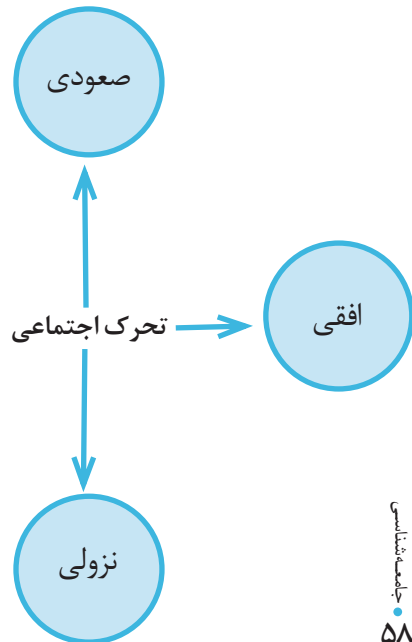 صعودی
افقی
تحرک اجتماعی
نزولی
جامعه‌شناسی • ۵۸